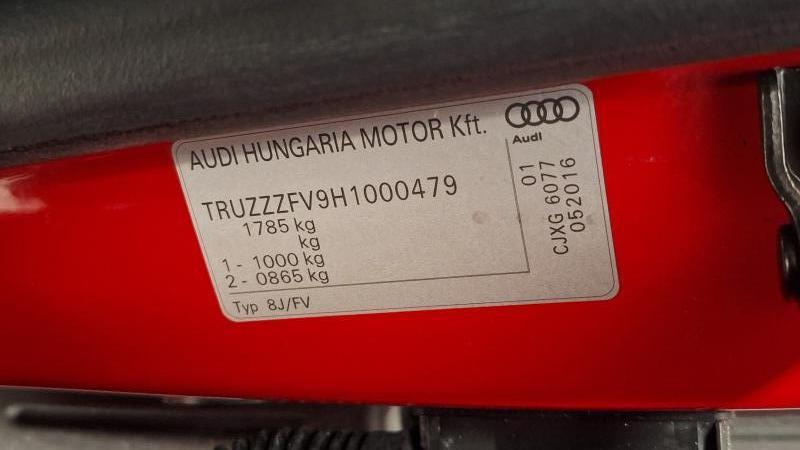 AUDI HUNGARIA MOTOR Kft.
Audi
TRUZZZFV9H1000479
1785 kg
kg
1 - 1000 kg
2 - 0865 kg
Typ 8J/FV
01
CJXG 6077
052016